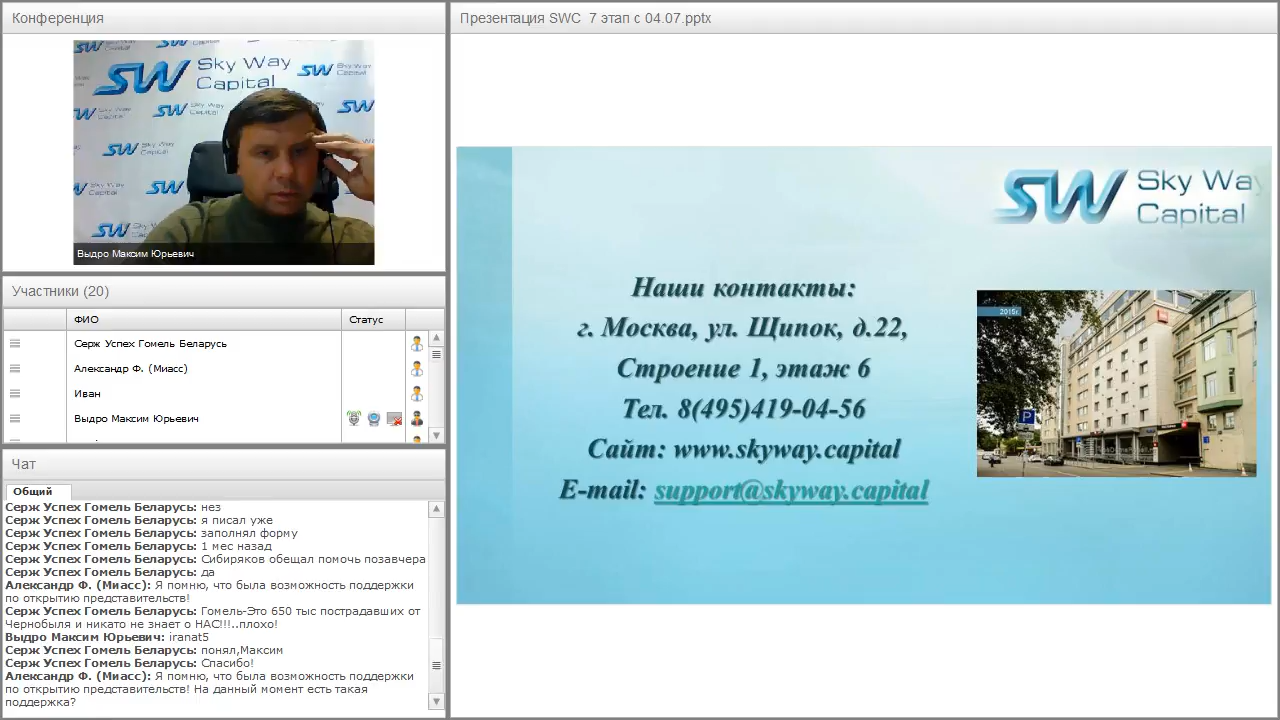 Конференция
Sky Way
Capital
Выдро Максим Юрьевич
Участники (20)
ФИО
Статус
Серж Успех Гомель Беларусь
Александр Ф. (Миасс)
Иван
Выдро Максим Юрьевич
Чат
Общий
Серж Успех Гомель Беларусь: нез
Серж Успех Гомель Беларусь: я писал уже
Серж Успех Гомель Беларусь: заполнял форму
Серж Успех Гомель Беларусь: 1 мес назад
Серж Успех Гомель Беларусь: Сибиряков обещал помочь позавчера
Серж Успех Гомель Беларусь: да
Александр Ф. (Миасс): Я помню, что была возможность поддержки
по открытию представительств!
Серж Успех Гомель Беларусь: Гомель-Это 650 тыс пострадавших от
Чернобыля и никато не знает о НАС!!!..плохо!
Выдро Максим Юрьевич: iranat5
Серж Успех Гомель Беларусь: понял,Максим
Серж Успех Гомель Беларусь: Спасибо!
Александр Ф. (Миасс): Я помню, что была возможность поддержки
по открытию представительств! На данный момент есть такая
поддержка?
Презентация SWC 7 этап с 04.07.pptx
SW Sky Way
Capital
Наши контакты:
г. Москва, ул. Щипок, д.22,
Строение 1, этаж 6
Тел. 8(495)419-04-56
Сайт: www.skyway.capital
E-mail: support@skyway.capital
2015г.
P